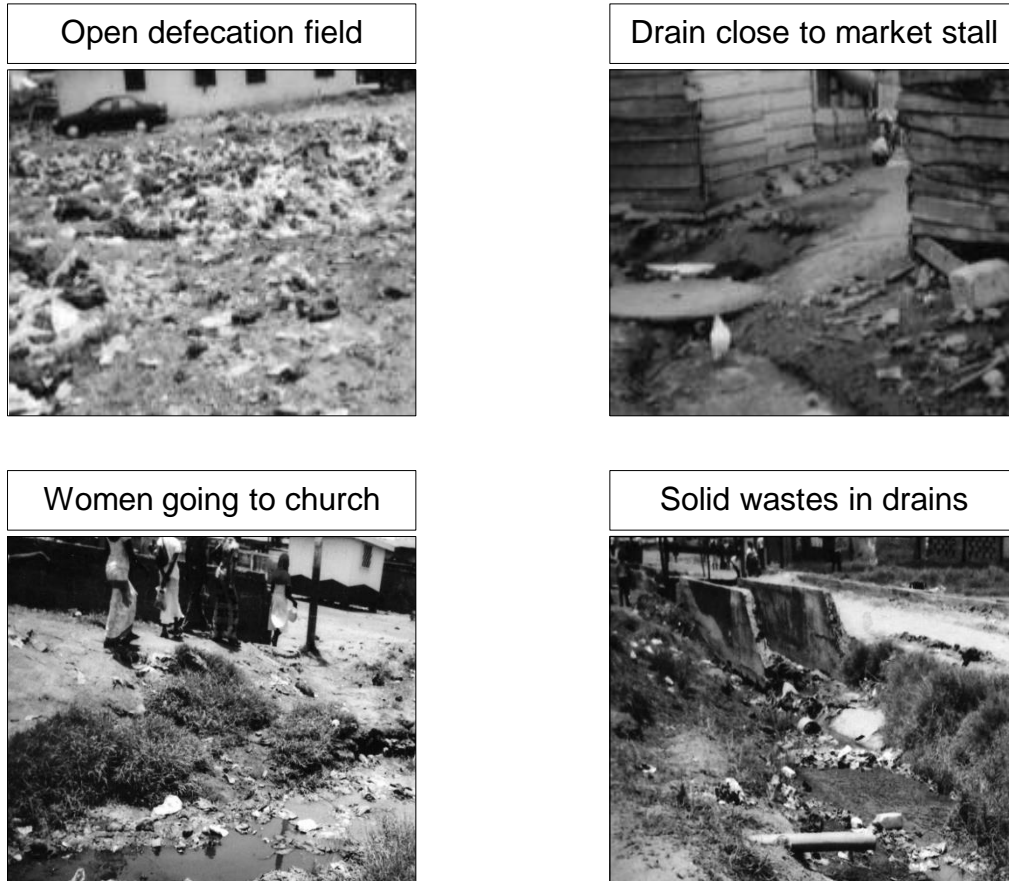 Open defecation field
Drain close to market stall
Women going to church
Solid wastes in drains